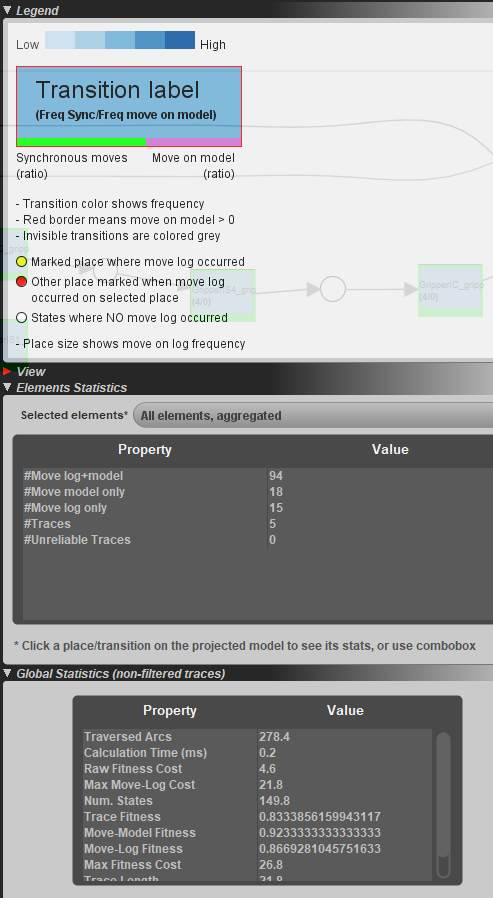 Legend
Low High
Transition label
(Freq Sync/Freq move on model)
Synchronous moves Move on model
(ratio) (ratio)
- Transition color shows frequency
- Red border means move on model > 0
- Invisible transitions are colored grey
Marked place where move log occurred
Other place marked when move log
occurred on selected place
States where NO move log occurred
- Place size shows move on log frequency
(4/0)
(4/0)
View
Elements Statistics
Selected elements* All elements, aggregated
Property Value
#Move log+model 94
#Move model only 18
#Move log only 15
#Traces 5
#Unreliable Traces 0
* Click a place/transition on the projected model to see its stats, or use combobox
Global Statistics (non-filtered traces)
Property Value
Traversed Arcs 278.4
Calculation Time (ms) 0.2
Raw Fitness Cost 4.6
Max Move-Log Cost 21.8
Num. States 149.8
Trace Fitness 0.8333856159943117
Move-Model Fitness 0.9233333333333333
Move-Log Fitness 0.8669281045751633
Max Fitness Cost 26.8
Trace Length 21.8